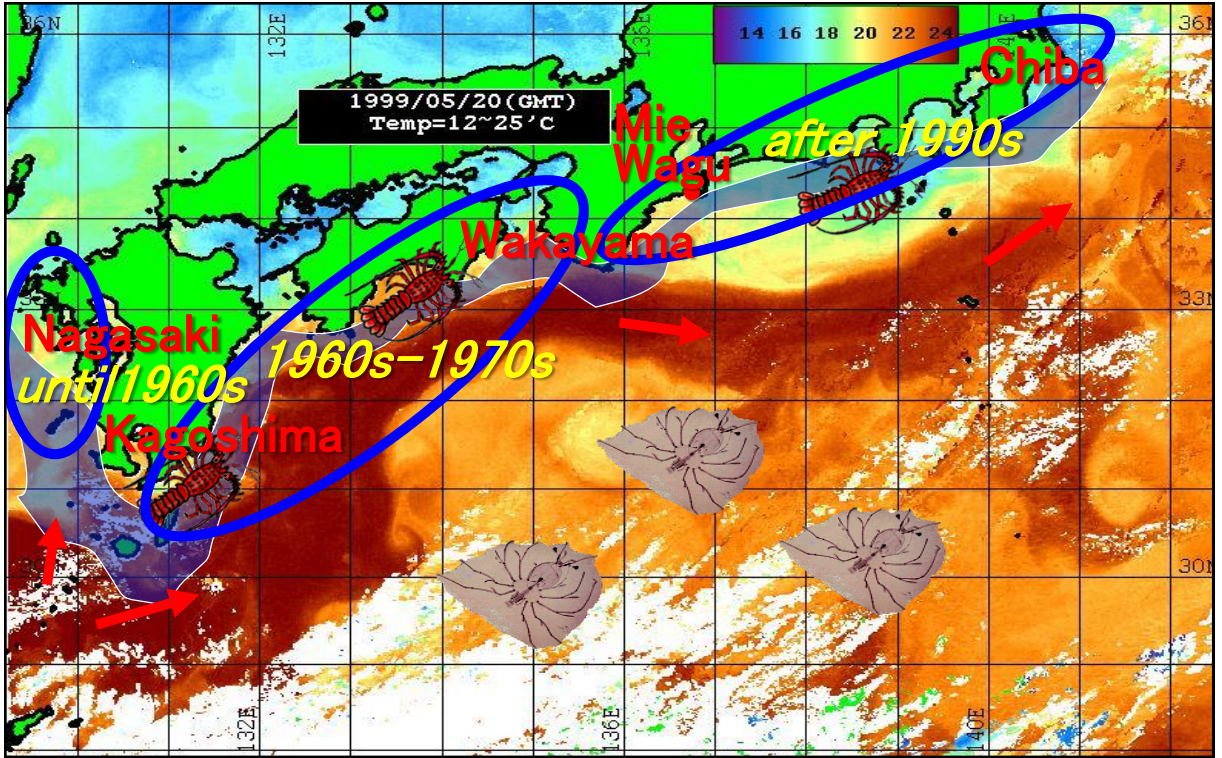 36N
132E
136E
14 16 18 20 22 24
36N
Chiba
1999/05/20(GMT)
Temp=12~25'C
Mie
Wagu
after 1990s
Wakayama
33N
Nagasaki
until1960s
1960s-1970s
Kagoshima
132E
136E
140E